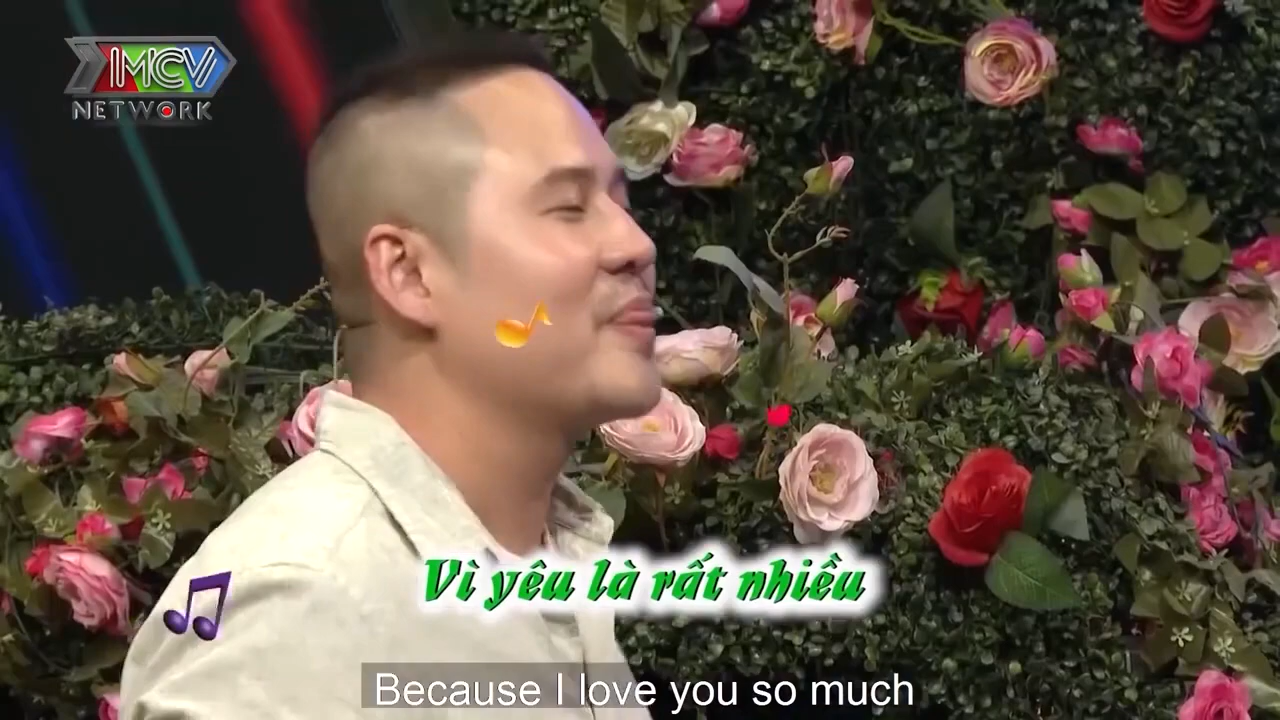 MCV
NETWORK
Vì yêu là rất nhiều
Because I love you so much